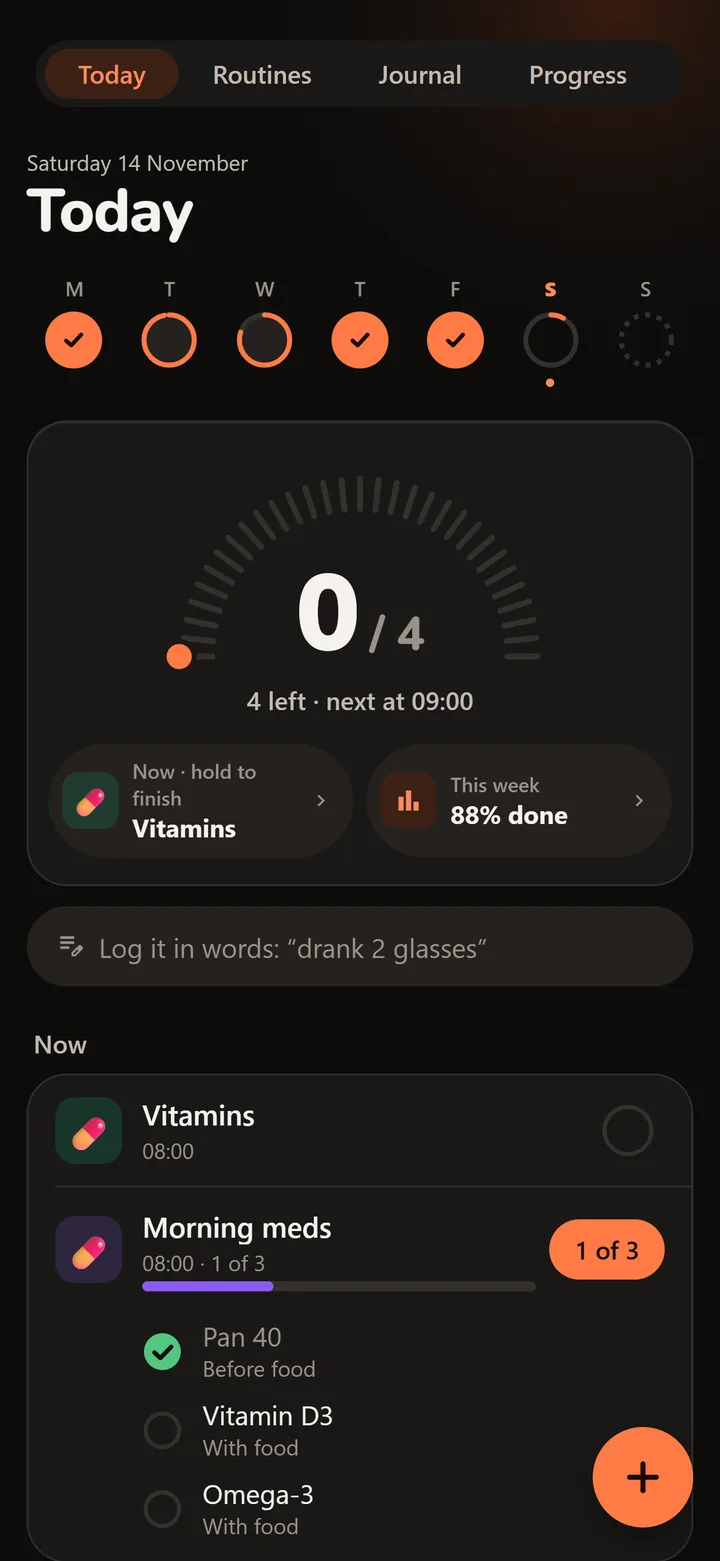 Today Routines Journal Progress
Saturday 14 November
Today
M T W T F S S
0 / 4
4 left · next at 09:00
Now · hold to
finish
Vitamins
This week
88% done
Log it in words: “drank 2 glasses”
Now
Vitamins
08:00
Morning meds
08:00 · 1 of 3
1 of 3
Pan 40
Before food
Vitamin D3
With food
Omega-3
With food